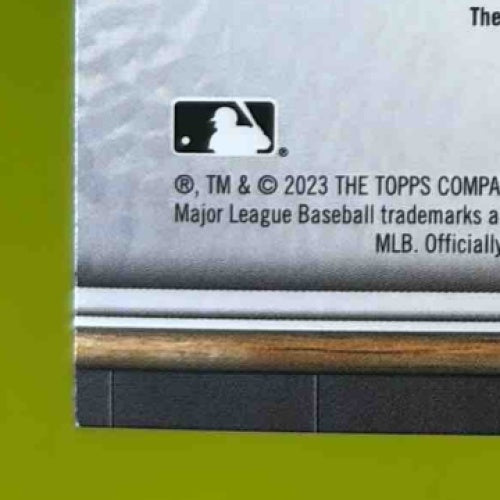 The
®, TM & © 2023 THE TOPPS COMPA
Major League Baseball trademarks a
MLB. Officially